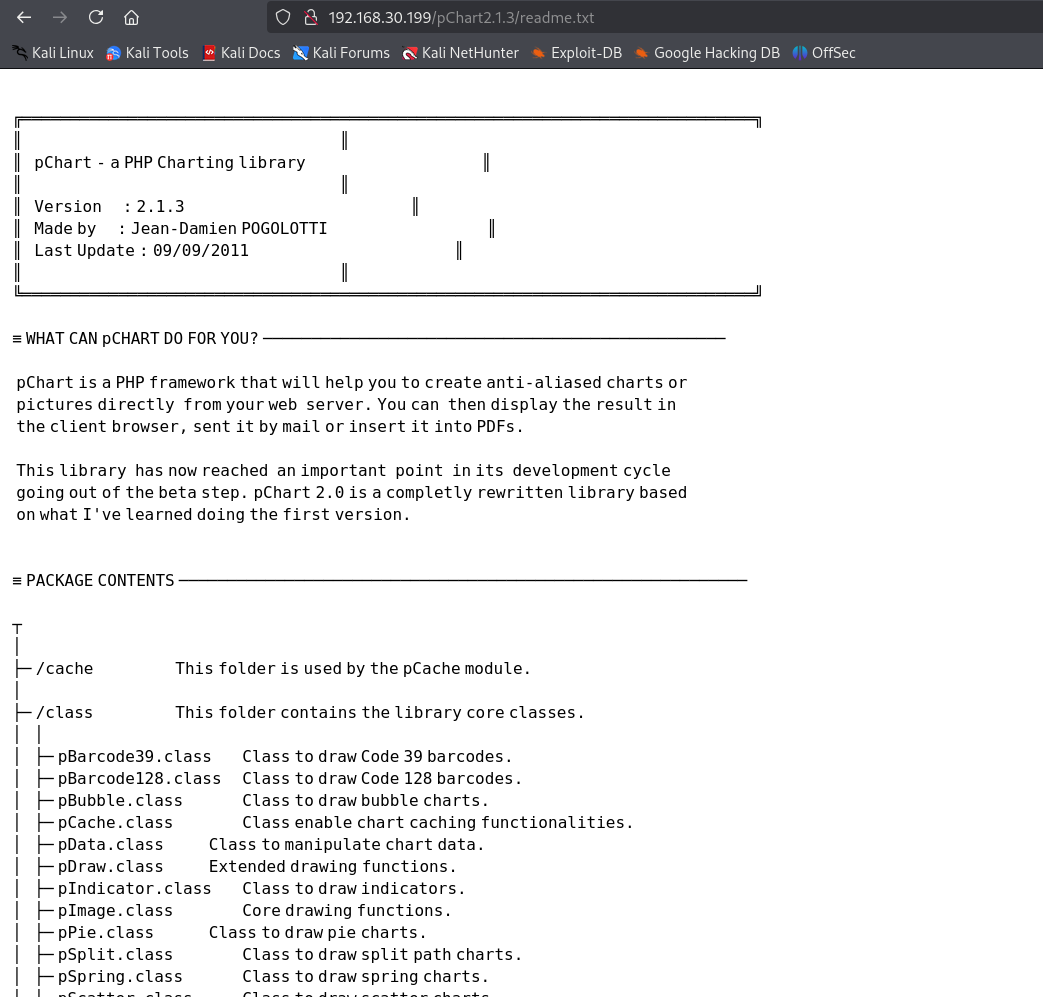 192.168.30.199/pChart2.1.3/readme.txt
Kali Linux Kali Tools Kali Docs Kali Forums Kali NetHunter Exploit-DB Google Hacking DB OffSec
pChart - a PHP Charting library
Version : 2.1.3
Made by : Jean-Damien POGOLOTTI
Last Update : 09/09/2011
≡ WHAT CAN pCHART DO FOR YOU?
pChart is a PHP framework that will help you to create anti-aliased charts or
pictures directly from your web server. You can then display the result in
the client browser, sent it by mail or insert it into PDFs.
This library has now reached an important point in its development cycle
going out of the beta step. pChart 2.0 is a completly rewritten library based
on what I've learned doing the first version.
≡ PACKAGE CONTENTS
/cache This folder is used by the pCache module.
/class This folder contains the library core classes.
pBarcode39.class Class to draw Code 39 barcodes.
pBarcode128.class Class to draw Code 128 barcodes.
pBubble.class Class to draw bubble charts.
pCache.class Class enable chart caching functionalities.
pData.class Class to manipulate chart data.
pDraw.class Extended drawing functions.
pIndicator.class Class to draw indicators.
pImage.class Core drawing functions.
pPie.class Class to draw pie charts.
pSplit.class Class to draw split path charts.
pSpring.class Class to draw spring charts.
pScatter.class Class to draw scatter charts.